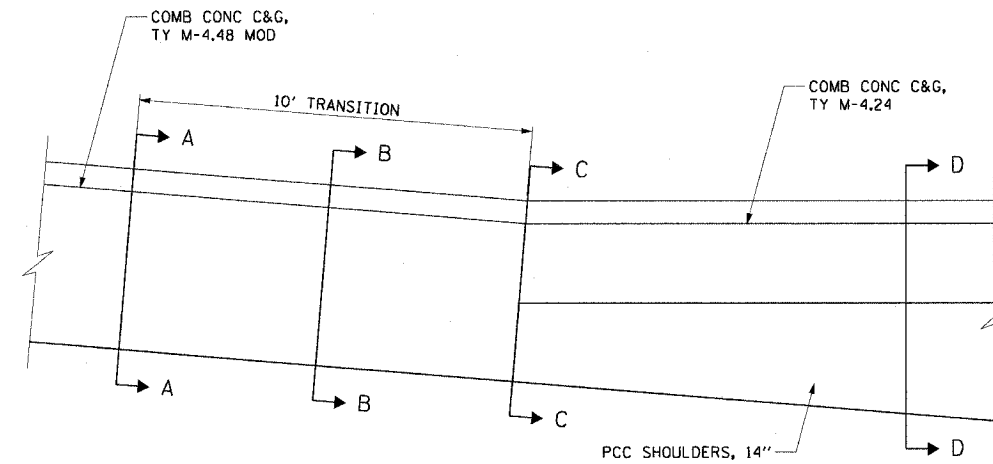 COMB CONC C&G,
TY M-4.48 MOD
10' TRANSITION
COMB CONC C&G,
TY M-4.24
A
B
C
D
A
B
C
D
PCC SHOULDERS, 14"